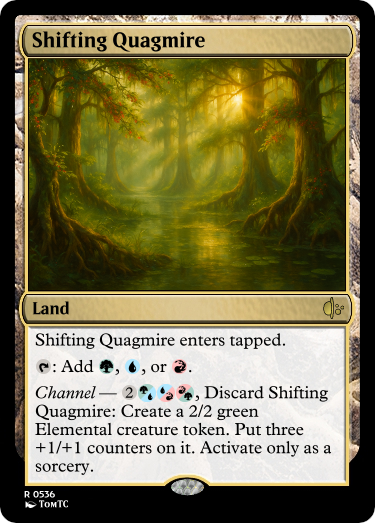 Shifting Quagmire
Land
Shifting Quagmire enters tapped.
: Add , , or .
Channel — 2, Discard Shifting
Quagmire: Create a 2/2 green
Elemental creature token. Put three
+1/+1 counters on it. Activate only as a
sorcery.
R 0536
TomTC